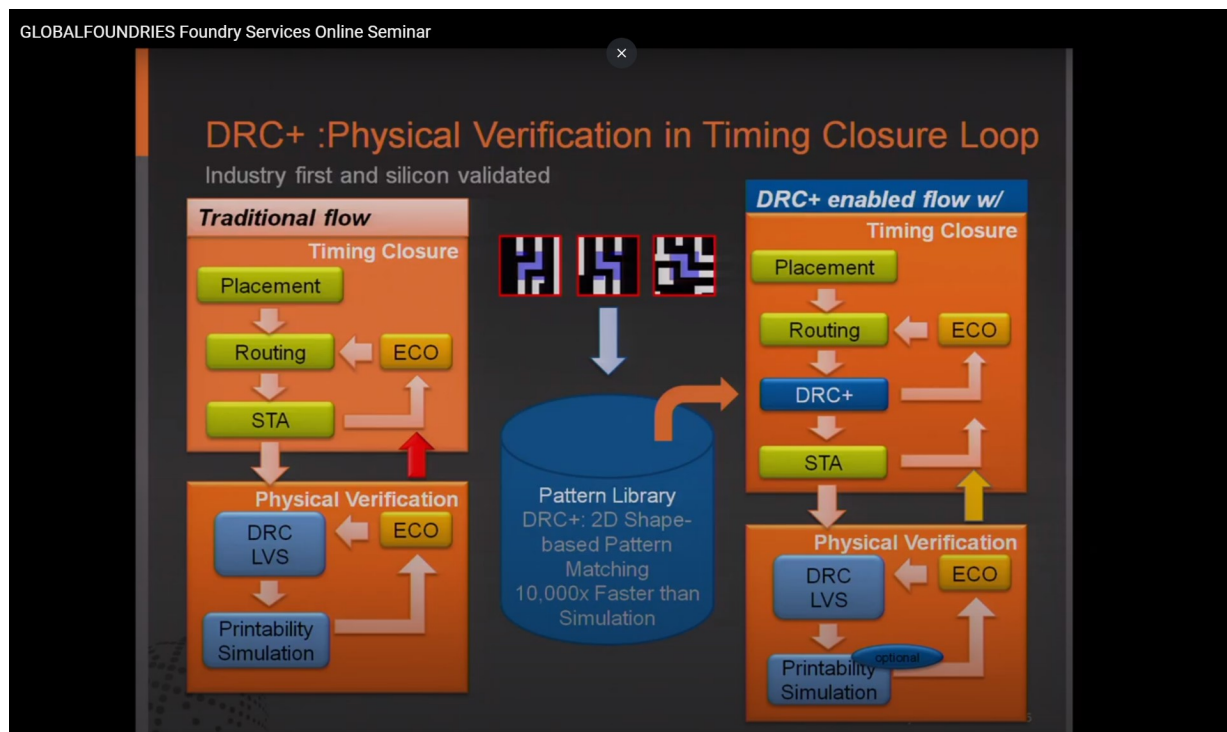 GLOBALFOUNDRIES Foundry Services Online Seminar
×
DRC+ :Physical Verification in Timing Closure Loop
Industry first and silicon validated
Traditional flow
Timing Closure
Placement
Routing
ECO
STA
Physical Verification
DRC
LVS
ECO
Printability
Simulation
Pattern Library
DRC+: 2D Shape-
based Pattern
Matching
10,000x Faster than
Simulation
DRC+ enabled flow w/
Timing Closure
Placement
Routing
ECO
DRC+
STA
Physical Verification
DRC
LVS
ECO
optional
Printability
Simulation